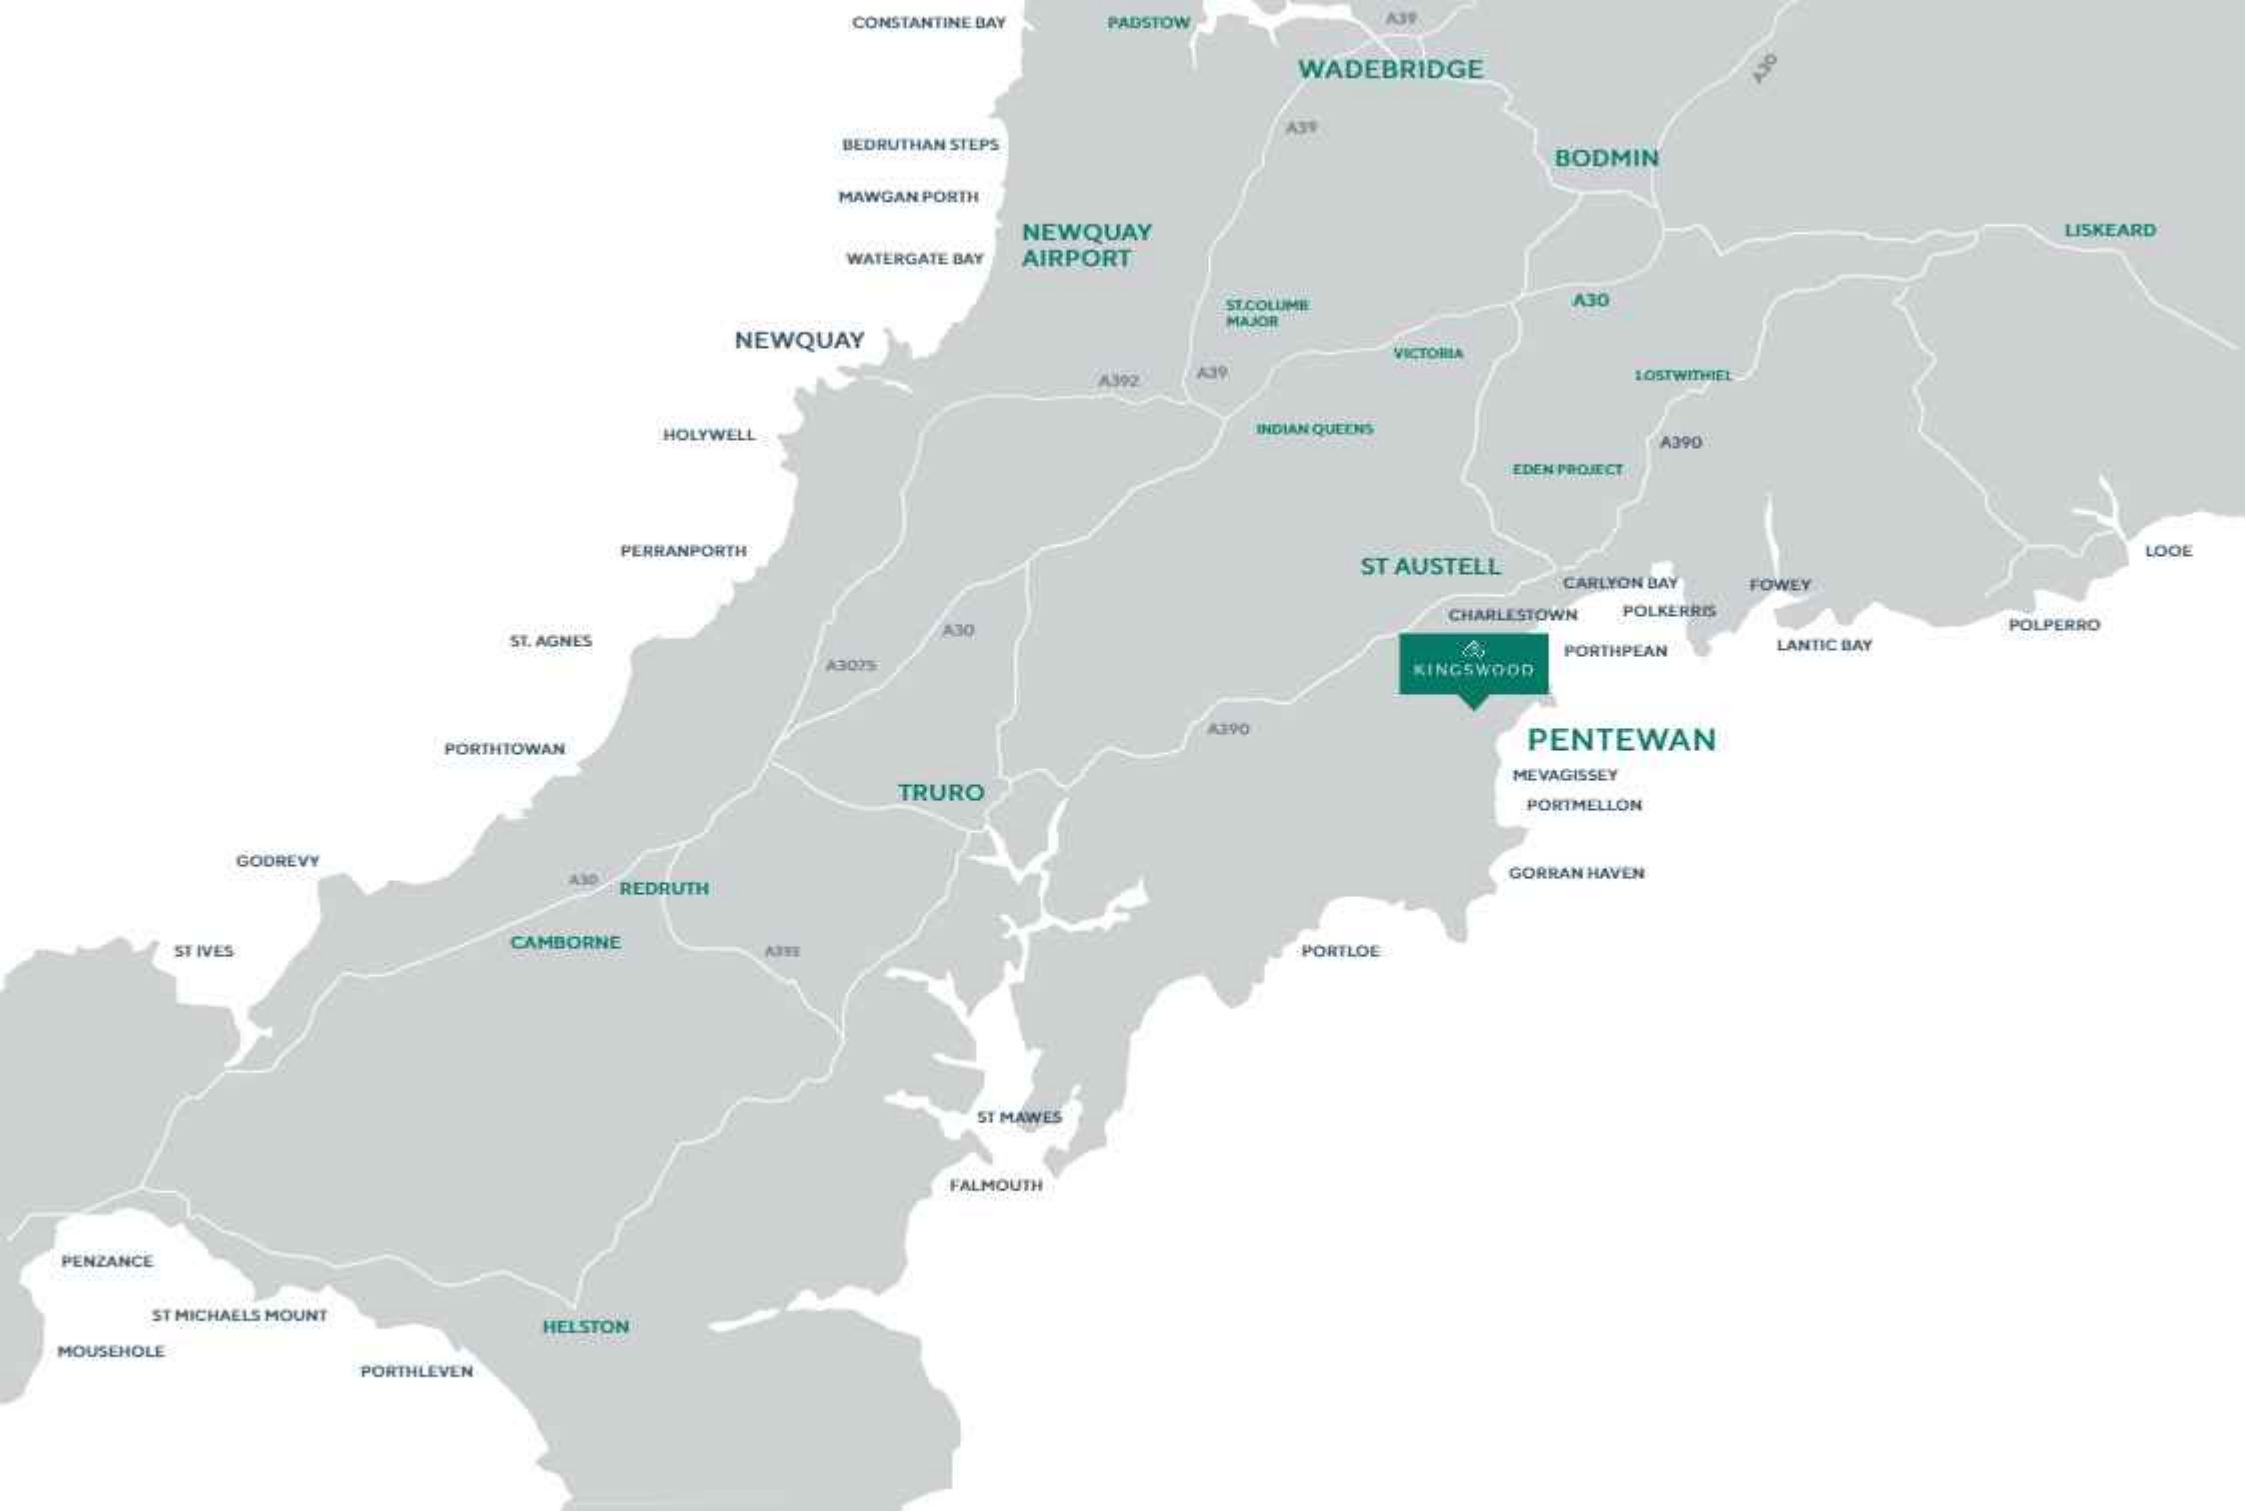 CONSTANTINE BAY
PADSTOW
A39
WADEBRIDGE
A30
A39
BEDRUTHAN STEPS
BODMIN
MAWGAN PORTH
NEWQUAY
AIRPORT
LISKEARD
WATERGATE BAY
ST.COLUMB
MAJOR
A30
NEWQUAY
VICTORIA
A392
A39
LOSTWITHIEL
HOLYWELL
INDIAN QUEENS
A390
EDEN PROJECT
PERRANPORTH
LOOE
ST AUSTELL
CARLYON BAY
FOWEY
CHARLESTOWN
POLKERRIS
POLPERRO
A30
ST. AGNES
PORTHPEAN
LANTIC BAY
A3075
KINGSWOOD
A390
PENTEWAN
PORTHTOWAN
MEVAGISSEY
TRURO
PORTMELLON
GODREVY
GORRAN HAVEN
A30
REDRUTH
CAMBORNE
ST IVES
A393
PORTLOE
ST MAWES
FALMOUTH
PENZANCE
ST MICHAELS MOUNT
HELSTON
MOUSEHOLE
PORTHLEVEN